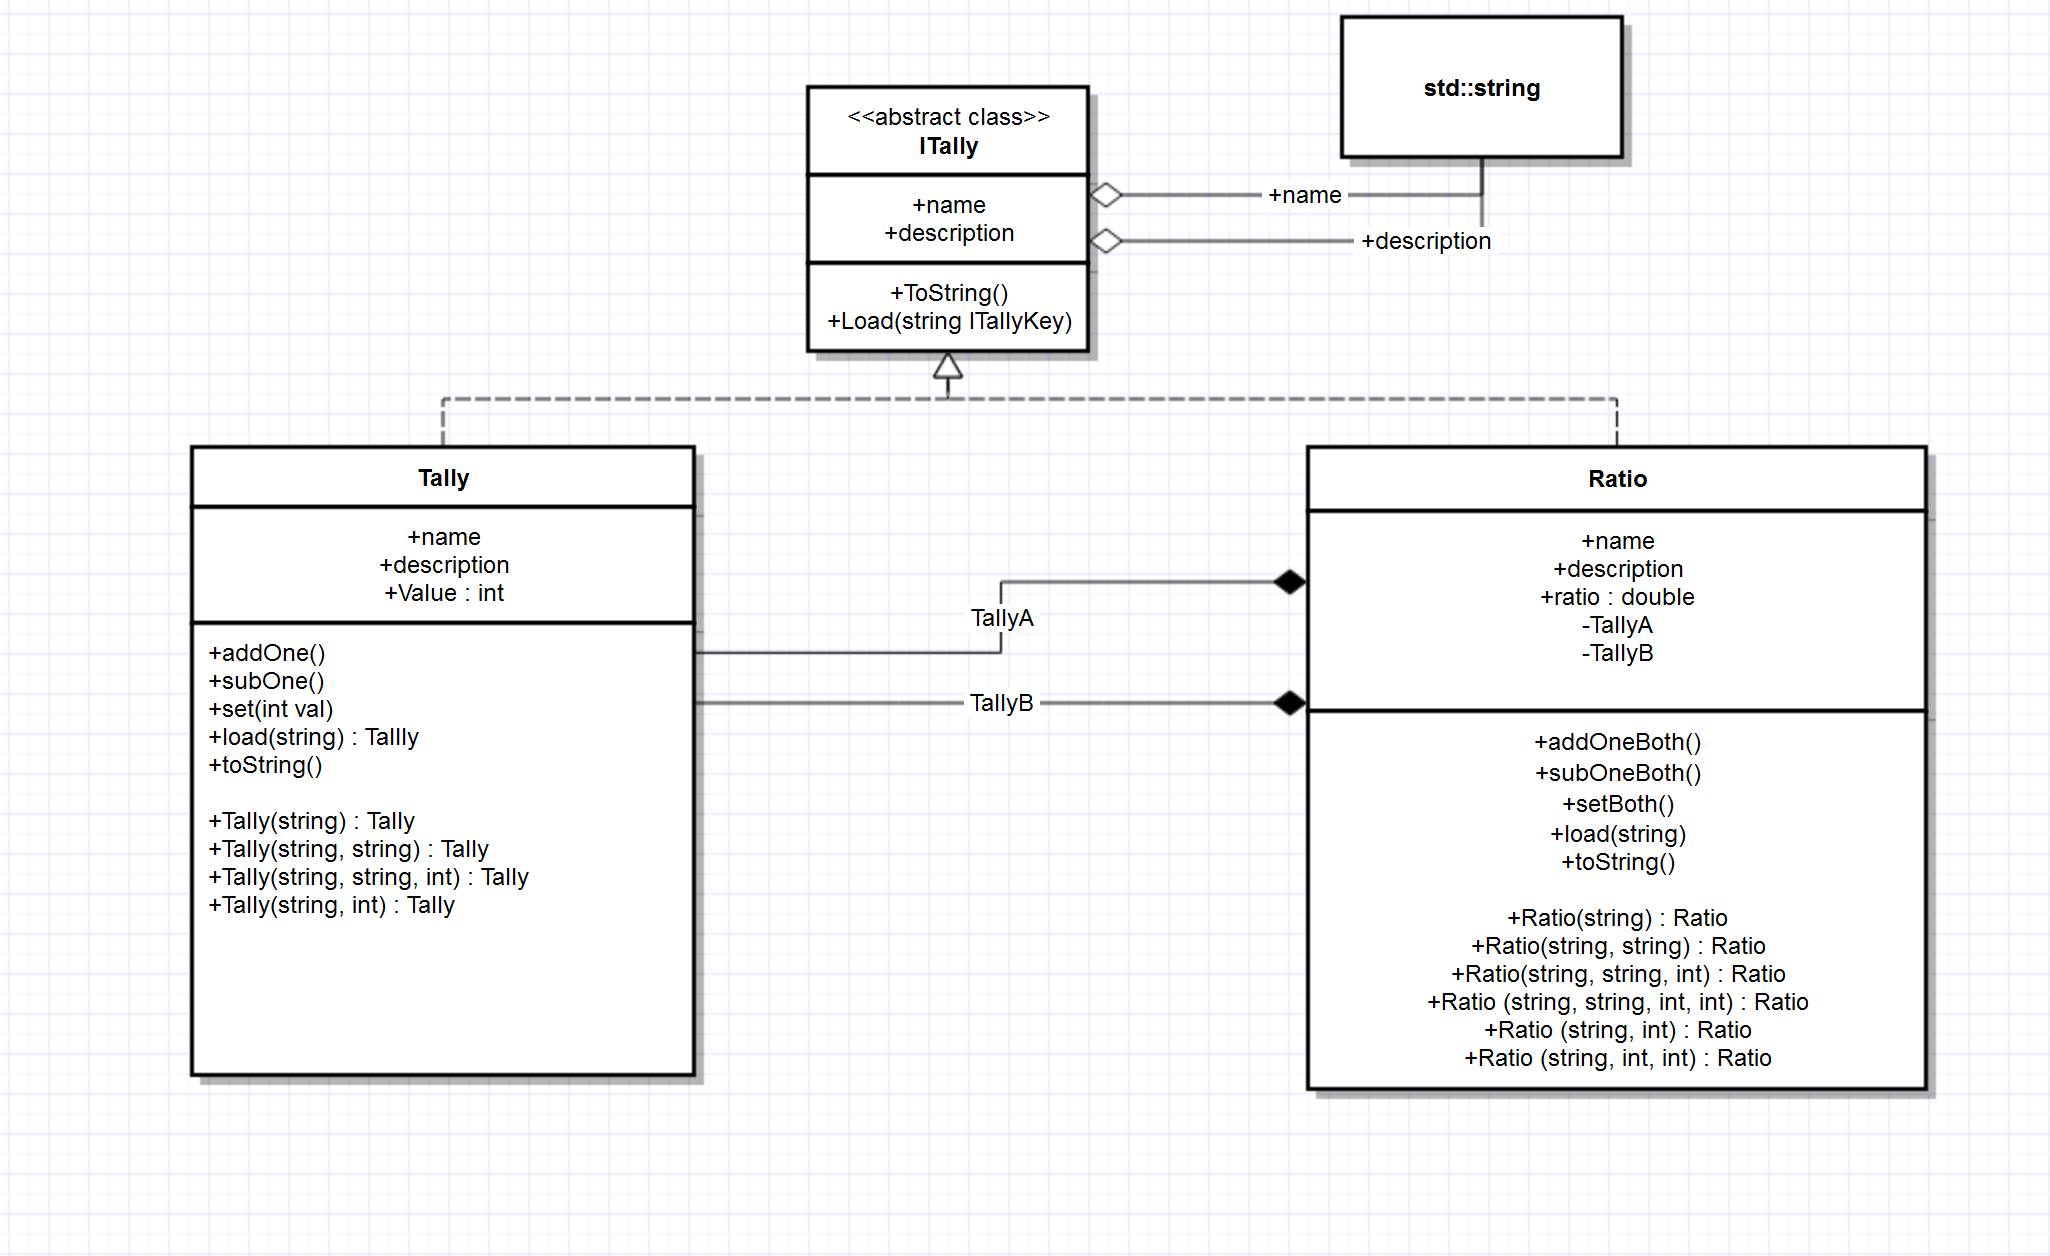 std::string
<<abstract class>>
ITally
+name
+description
+name
+description
+ToString()
+Load(string ITallyKey)
Tally
+name
+description
+Value : int
+addOne()
+subOne()
+set(int val)
+load(string) : Tallly
+toString()
+Tally(string) : Tally
+Tally(string, string) : Tally
+Tally(string, string, int) : Tally
+Tally(string, int) : Tally
TallyA
TallyB
Ratio
+name
+description
+ratio : double
-TallyA
-TallyB
+addOneBoth()
+subOneBoth()
+setBoth()
+load(string)
+toString()
+Ratio(string) : Ratio
+Ratio(string, string) : Ratio
+Ratio(string, string, int) : Ratio
+Ratio (string, string, int, int) : Ratio
+Ratio (string, int) : Ratio
+Ratio (string, int, int) : Ratio